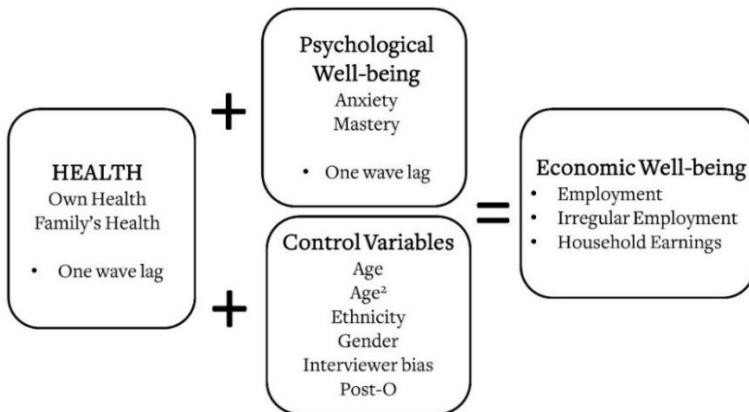 HEALTH
Own Health
Family's Health
• One wave lag
+
Psychological
Well-being
Anxiety
Mastery
• One wave lag
+
Control Variables
Age
Age²
Ethnicity
Gender
Interviewer bias
Post-O
=
Economic Well-being
• Employment
• Irregular Employment
• Household Earnings